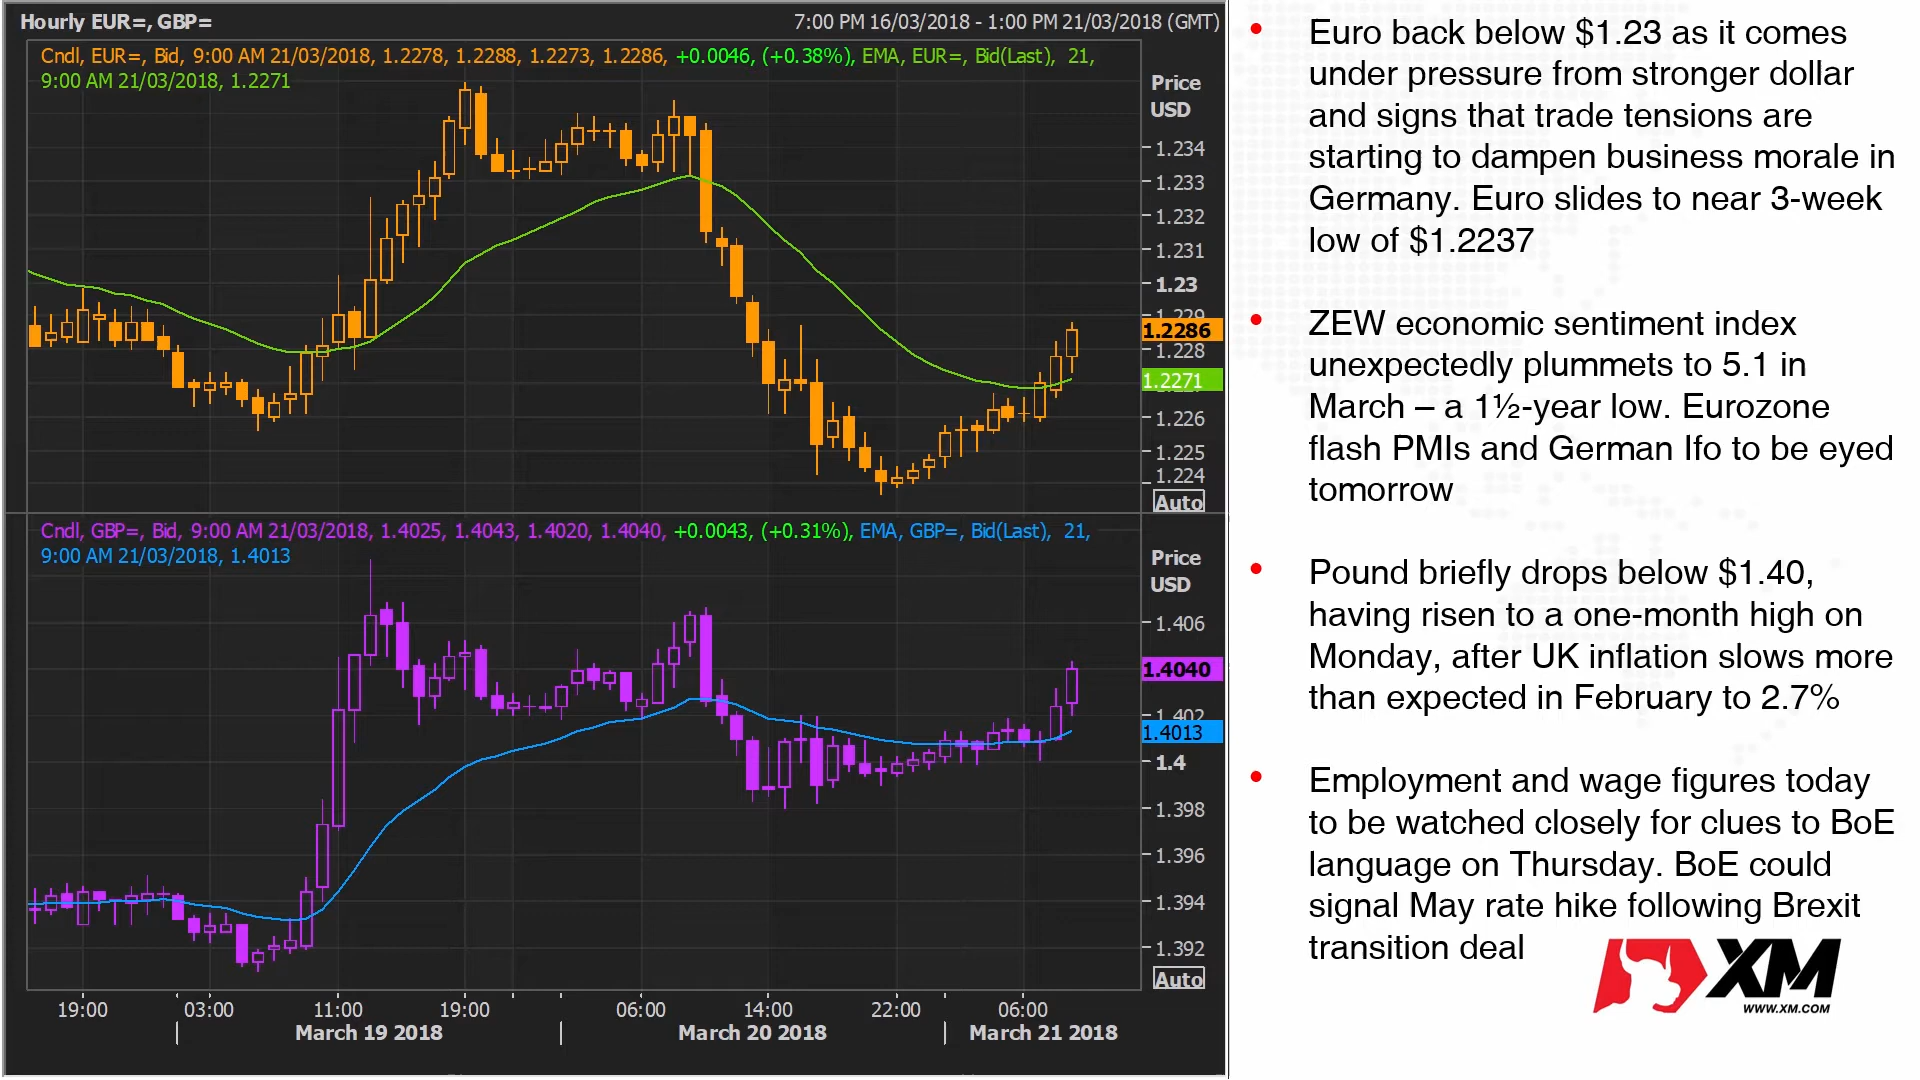 Hourly EUR=, GBP=
7:00 PM 16/03/2018 - 1:00 PM 21/03/2018 (GMT)
Cndl, EUR=, Bid, 9:00 AM 21/03/2018, 1.2278, 1.2288, 1.2273, 1.2286, +0.0046, (+0.38%), EMA, EUR=, Bid(Last), 21,
9:00 AM 21/03/2018, 1.2271
Price
USD
1.234
1.233
1.232
1.231
1.23
1.229
1.2286
1.228
1.2271
1.226
1.225
1.224
Auto
Cndl, GBP=, Bid, 9:00 AM 21/03/2018, 1.4025, 1.4043, 1.4020, 1.4040, +0.0043, (+0.31%), EMA, GBP=, Bid(Last), 21,
9:00 AM 21/03/2018, 1.4013
Price
USD
1.406
1.4040
1.402
1.4013
1.4
1.398
1.396
1.394
1.392
Auto
19:00 03:00 11:00 19:00 06:00 14:00 22:00 06:00
March 19 2018 March 20 2018 March 21 2018
• Euro back below $1.23 as it comes
under pressure from stronger dollar
and signs that trade tensions are
starting to dampen business morale in
Germany. Euro slides to near 3-week
low of $1.2237
• ZEW economic sentiment index
unexpectedly plummets to 5.1 in
March – a 1½-year low. Eurozone
flash PMIs and German Ifo to be eyed
tomorrow
• Pound briefly drops below $1.40,
having risen to a one-month high on
Monday, after UK inflation slows more
than expected in February to 2.7%
• Employment and wage figures today
to be watched closely for clues to BoE
language on Thursday. BoE could
signal May rate hike following Brexit
transition deal
XM
WWW.XM.COM